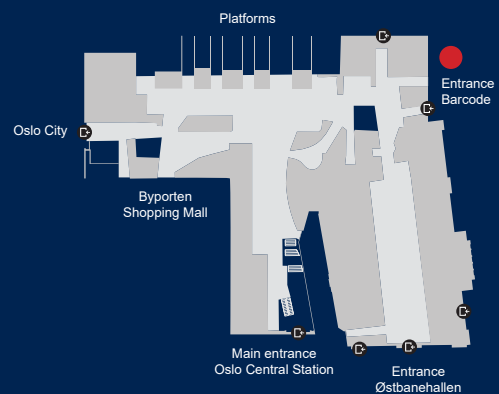 Platforms
Entrance
Barcode
Oslo City
Byporten
Shopping Mall
Main entrance
Oslo Central Station
Entrance
Østbanehallen